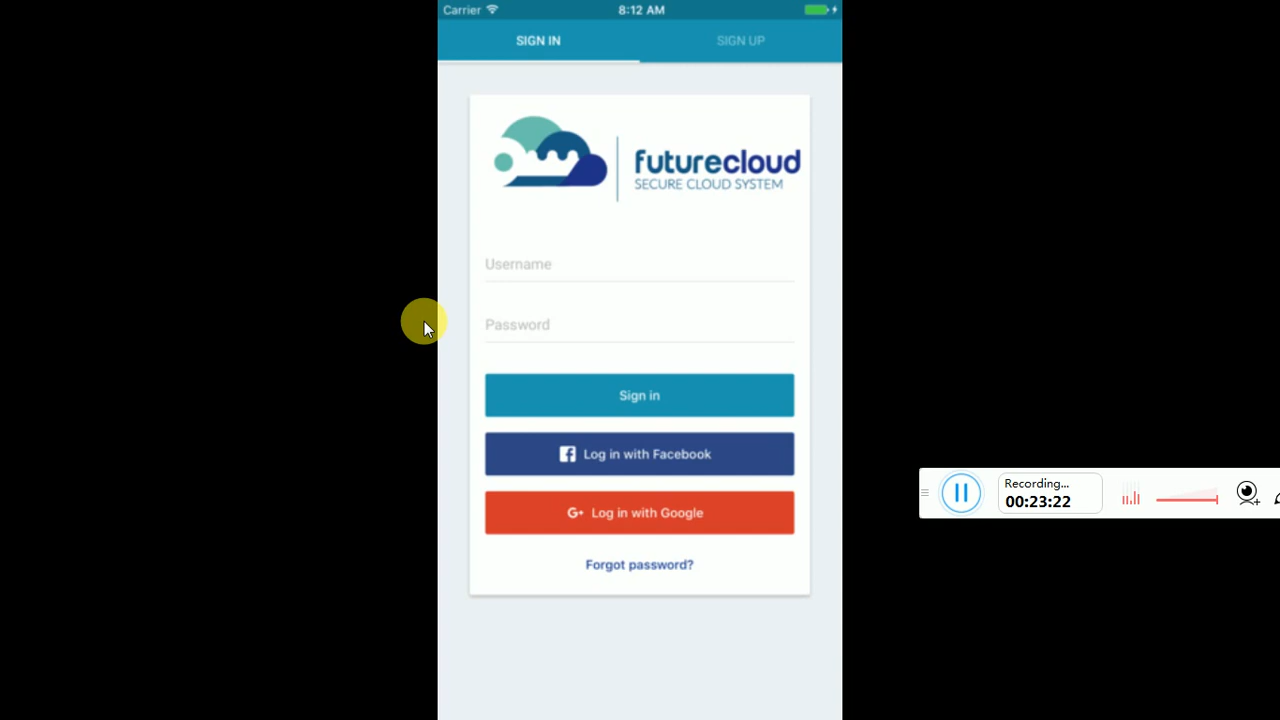 Carrier 8:12 AM
SIGN IN SIGN UP
futurecloud
SECURE CLOUD SYSTEM
Username
Password
Sign in
Log in with Facebook
G+ Log in with Google
Forgot password?
Recording...
00:23:22